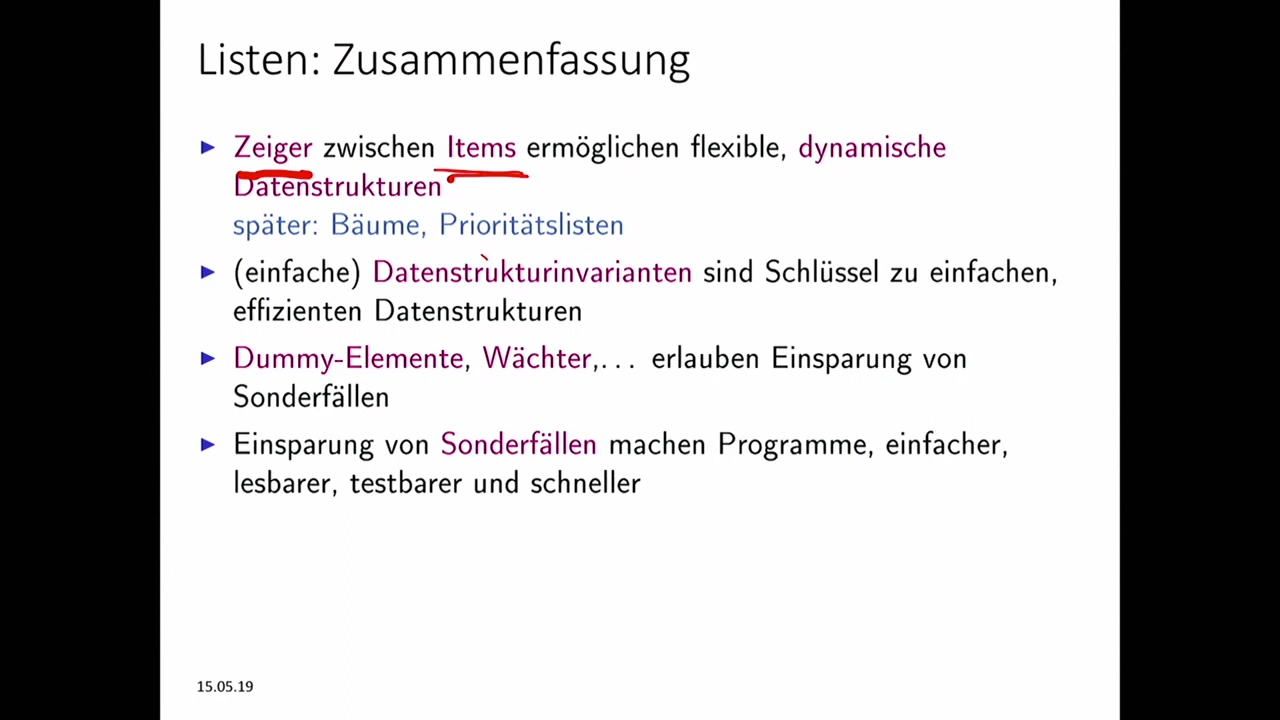 Listen: Zusammenfassung
▶ Zeiger zwischen Items ermöglichen flexible, dynamische
Datenstrukturen
später: Bäume, Prioritätslisten
▶ (einfache) Datenstrukturinvarianten sind Schlüssel zu einfachen,
effizienten Datenstrukturen
▶ Dummy-Elemente, Wächter,. . . erlauben Einsparung von
Sonderfällen
▶ Einsparung von Sonderfällen machen Programme, einfacher,
lesbarer, testbarer und schneller
15.05.19